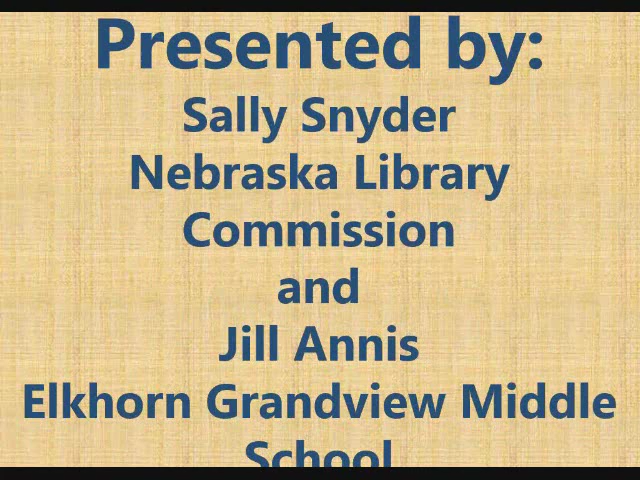 Presented by:
Sally Snyder
Nebraska Library
Commission
and
Jill Annis
Elkhorn Grandview Middle
School